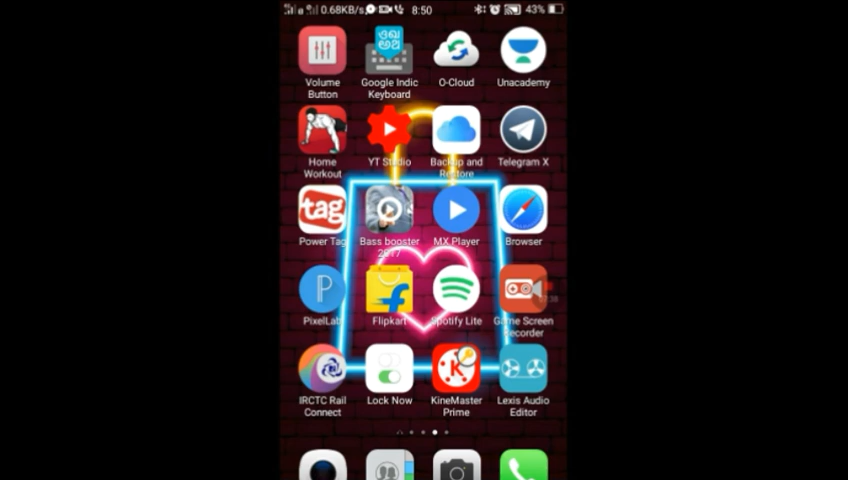 0.68KB/s
8:50
43%
ଓଖ
ଅଅ
Volume Button
Google Indic Keyboard
O-Cloud
Unacademy
Home Workout
YT Studio
Backup and Restore
Telegram X
tag
Power Tag
Bass booster 2017
MX Player
Browser
P
PixelLab
f
Flipkart
Spotify Lite
Game Screen Recorder
IRCTC Rail Connect
Lock Now
K
KineMaster Prime
Lexis Audio Editor